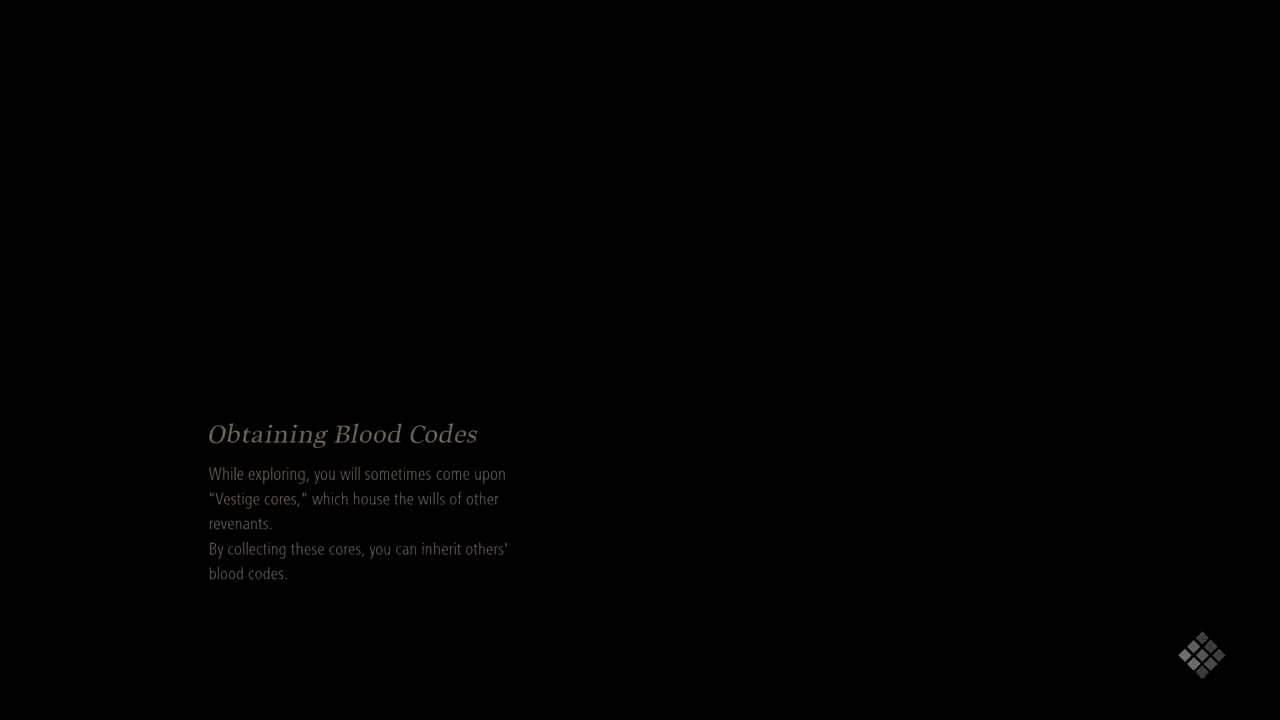 Obtaining Blood Codes
While exploring, you will sometimes come upon
"Vestige cores," which house the wills of other
revenants.
By collecting these cores, you can inherit others'
blood codes.